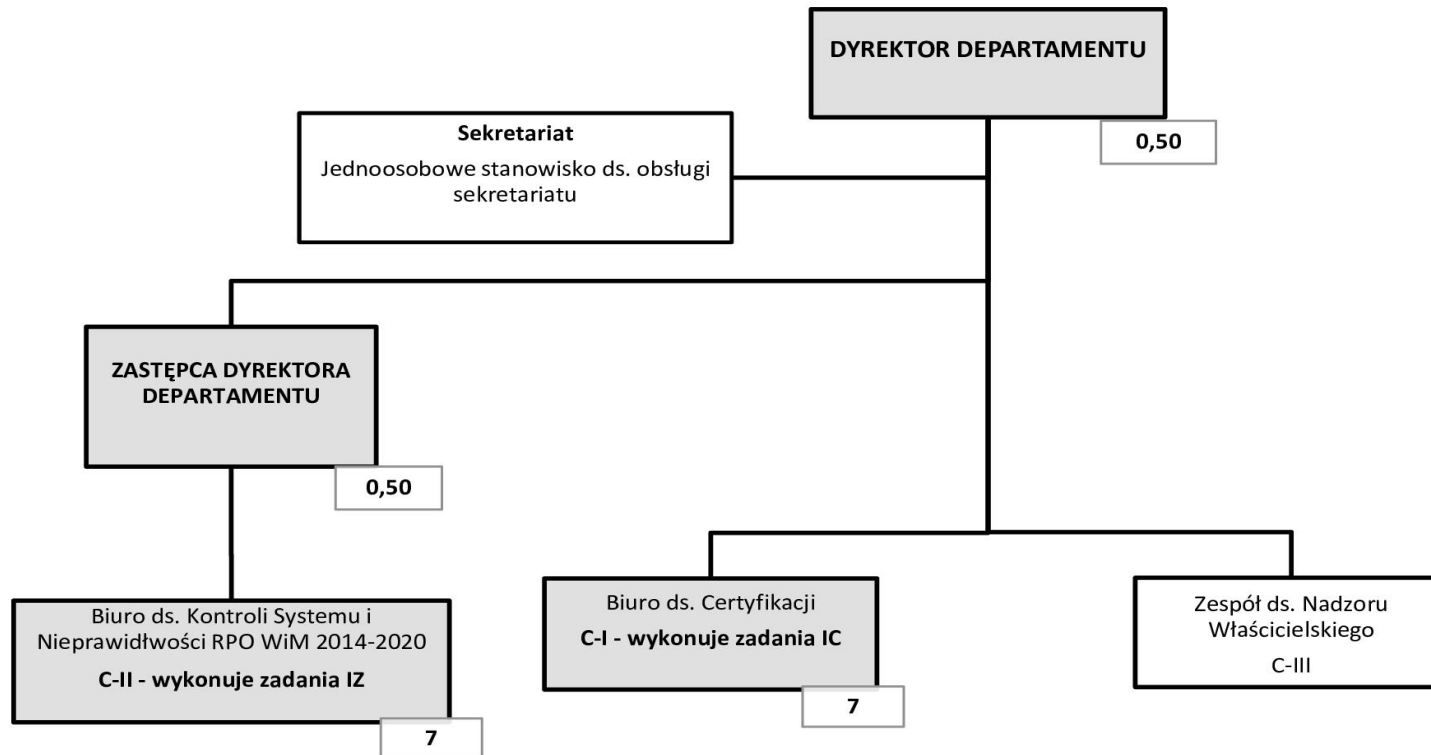 DYREKTOR DEPARTAMENTU
0,50
Sekretariat
Jednoosobowe stanowisko ds. obsługi
sekretariatu
ZASTĘPCA DYREKTORA
DEPARTAMENTU
0,50
Biuro ds. Kontroli Systemu i
Nieprawidłwości RPO WiM 2014-2020
C-II - wykonuje zadania IZ
7
Biuro ds. Certyfikacji
C-I - wykonuje zadania IC
7
Zespół ds. Nadzoru
Właścicielskiego
C-III